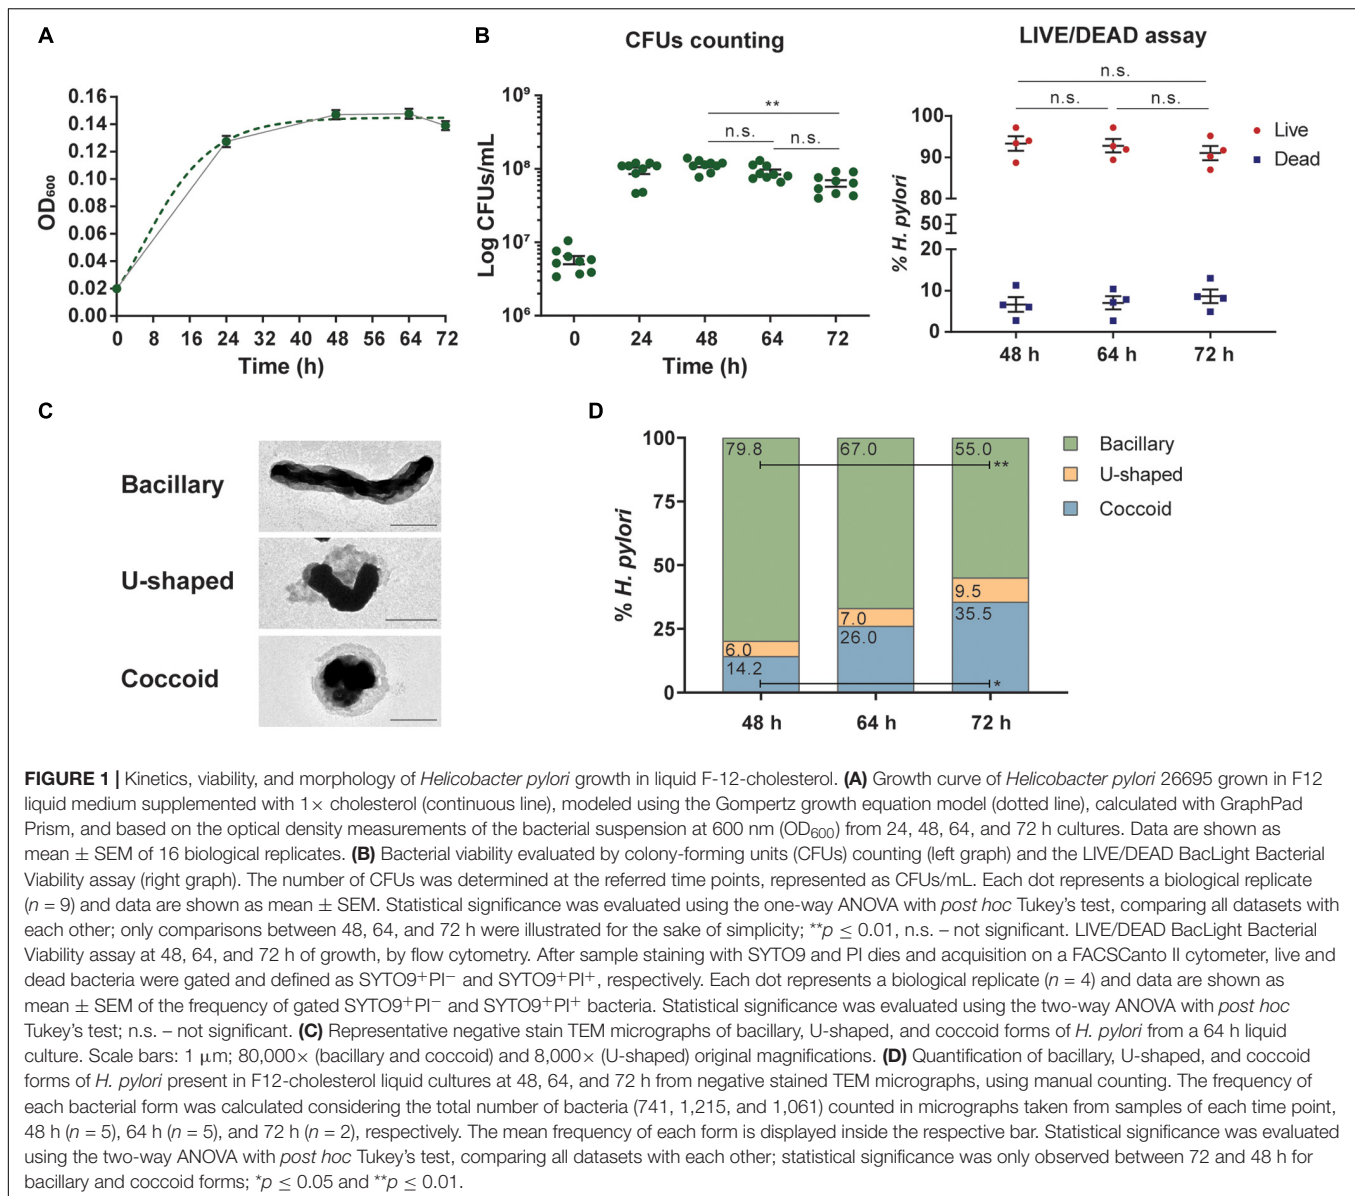 A
0.16
0.14
0.12
0.10
0.08
0.06
0.04
0.02
0.00
OD600
0 8 16 24 32 40 48 56 64 72
Time (h)
B
CFUs counting
10⁹
10⁸
10⁷
10⁶
Log CFUs/mL
**
n.s. n.s.
0 24 48 64 72
Time (h)
LIVE/DEAD assay
n.s.
n.s. n.s.
100
90
80
50
20
10
0
% H. pylori
48 h 64 h 72 h
Live
Dead
C
Bacillary
U-shaped
Coccoid
D
100
75
50
25
0
% H. pylori
79.8 67.0 55.0
**
6.0 7.0 9.5
14.2 26.0 35.5
*
48 h 64 h 72 h
Bacillary
U-shaped
Coccoid
FIGURE 1 | Kinetics, viability, and morphology of Helicobacter pylori growth in liquid F-12-cholesterol. (A) Growth curve of Helicobacter pylori 26695 grown in F12
liquid medium supplemented with 1× cholesterol (continuous line), modeled using the Gompertz growth equation model (dotted line), calculated with GraphPad
Prism, and based on the optical density measurements of the bacterial suspension at 600 nm (OD600) from 24, 48, 64, and 72 h cultures. Data are shown as
mean ± SEM of 16 biological replicates. (B) Bacterial viability evaluated by colony-forming units (CFUs) counting (left graph) and the LIVE/DEAD BacLight Bacterial
Viability assay (right graph). The number of CFUs was determined at the referred time points, represented as CFUs/mL. Each dot represents a biological replicate
(n = 9) and data are shown as mean ± SEM. Statistical significance was evaluated using the one-way ANOVA with post hoc Tukey's test, comparing all datasets with
each other; only comparisons between 48, 64, and 72 h were illustrated for the sake of simplicity; **p ≤ 0.01, n.s. – not significant. LIVE/DEAD BacLight Bacterial
Viability assay at 48, 64, and 72 h of growth, by flow cytometry. After sample staining with SYTO9 and PI dies and acquisition on a FACSCanto II cytometer, live and
dead bacteria were gated and defined as SYTO9⁺PI⁻ and SYTO9⁺PI⁺, respectively. Each dot represents a biological replicate (n = 4) and data are shown as
mean ± SEM of the frequency of gated SYTO9⁺PI⁻ and SYTO9⁺PI⁺ bacteria. Statistical significance was evaluated using the two-way ANOVA with post hoc
Tukey's test; n.s. – not significant. (C) Representative negative stain TEM micrographs of bacillary, U-shaped, and coccoid forms of H. pylori from a 64 h liquid
culture. Scale bars: 1 μm; 80,000× (bacillary and coccoid) and 8,000× (U-shaped) original magnifications. (D) Quantification of bacillary, U-shaped, and coccoid
forms of H. pylori present in F12-cholesterol liquid cultures at 48, 64, and 72 h from negative stained TEM micrographs, using manual counting. The frequency of
each bacterial form was calculated considering the total number of bacteria (741, 1,215, and 1,061) counted in micrographs taken from samples of each time point,
48 h (n = 5), 64 h (n = 5), and 72 h (n = 2), respectively. The mean frequency of each form is displayed inside the respective bar. Statistical significance was evaluated
using the two-way ANOVA with post hoc Tukey's test, comparing all datasets with each other; statistical significance was only observed between 72 and 48 h for
bacillary and coccoid forms; *p ≤ 0.05 and **p ≤ 0.01.